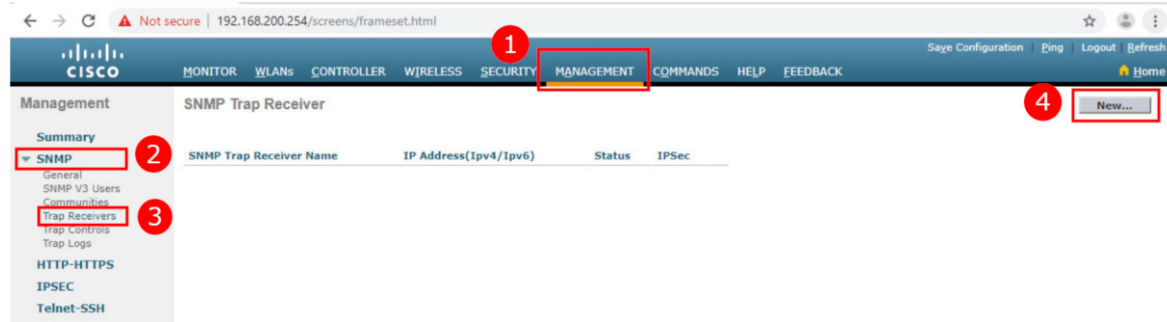 Not secure | 192.168.200.254/screens/frameset.html
1
Save Configuration | Ping | Logout | Refresh
CISCO
MONITOR WLANs CONTROLLER WIRELESS SECURITY MANAGEMENT COMMANDS HELP FEEDBACK
Home
Management
SNMP Trap Receiver
4
New...
Summary
SNMP
2
SNMP Trap Receiver Name IP Address(Ipv4/Ipv6) Status IPSec
General
SNMP V3 Users
Communities
Trap Receivers
3
Trap Controls
Trap Logs
HTTP-HTTPS
IPSEC
Telnet-SSH